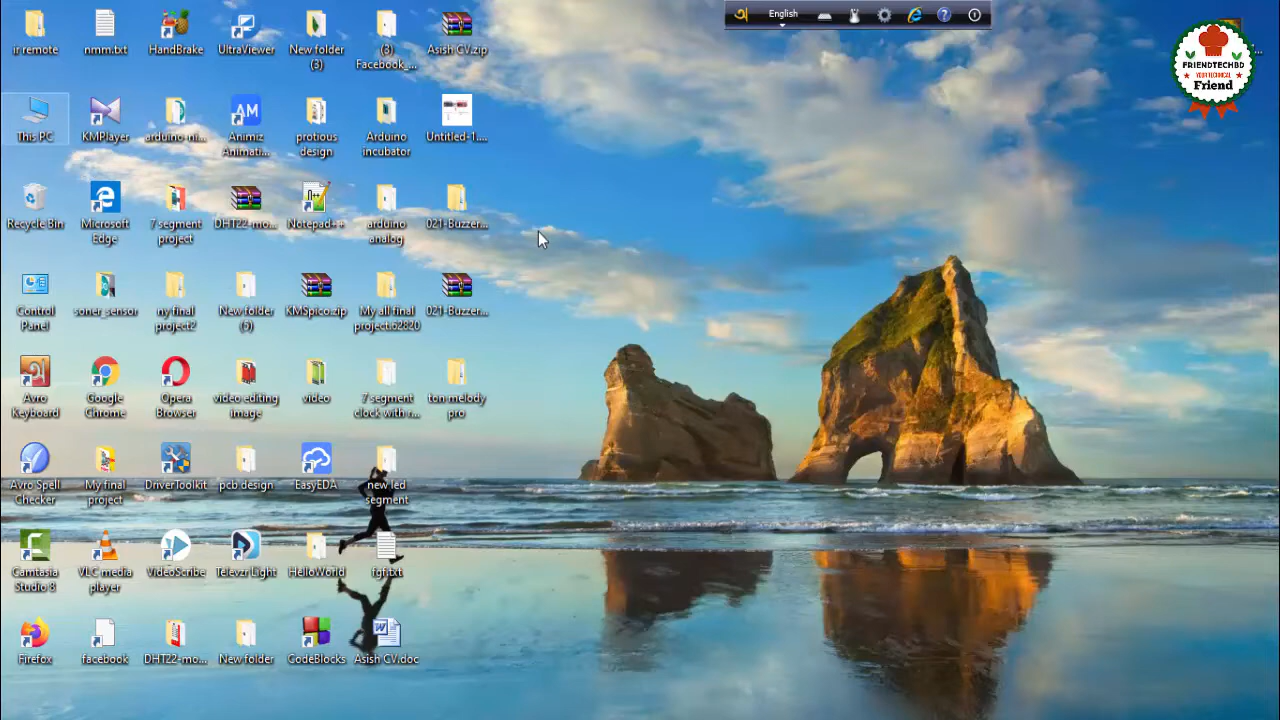 English
FRIENDTECHBD
YOUR TECHNICAL
Friend
ir remote
nmm.txt
HandBrake
UltraViewer
New folder
(3)
(3)
Facebook_...
Asish CV.zip
This PC
KMPlayer
arduino-ni...
Animiz
Animati...
protious
design
Arduino
incubator
Untitled-1....
Recycle Bin
Microsoft
Edge
7 segment
project
DHT22-mo...
Notepad++
arduino
analog
021-Buzzer...
Control
Panel
soner_sensor
ny final
project2
New folder
(5)
KMSpico.zip
My all final
project.62820
021-Buzzer...
Avro
Keyboard
Google
Chrome
Opera
Browser
video editing
image
video
7 segment
clock with r...
ton melody
pro
Avro Spell
Checker
My final
project
DriverToolkit
pcb design
EasyEDA
new led
segment
Camtasia
Studio 8
VLC media
player
VideoScribe
Televzr Light
HelloWorld
fgf.txt
Firefox
facebook
DHT22-mo...
New folder
CodeBlocks
Asish CV.doc